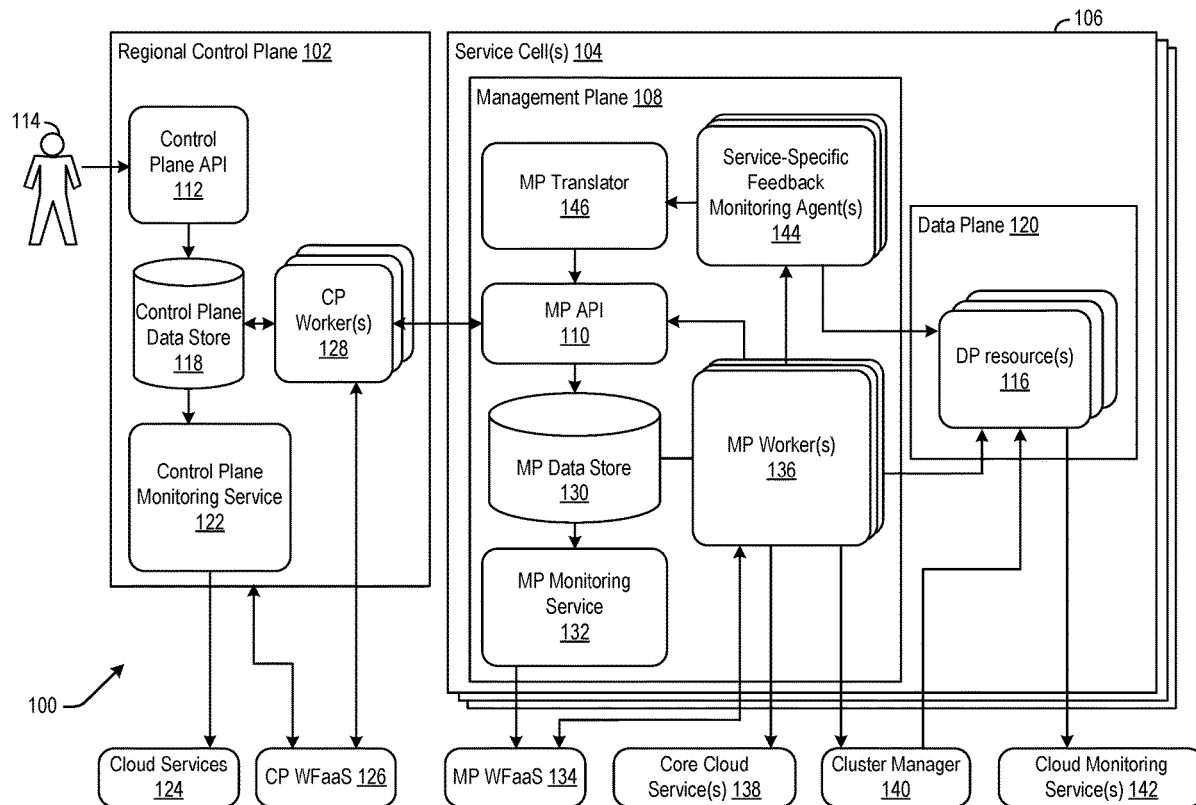 106
Regional Control Plane 102
Service Cell(s) 104
Management Plane 108
114
Control
Plane API
112
MP Translator
146
Service-Specific
Feedback
Monitoring Agent(s)
144
Data Plane 120
Control Plane
Data Store
118
CP
Worker(s)
128
MP API
110
DP resource(s)
116
Control Plane
Monitoring Service
122
MP Data Store
130
MP Worker(s)
136
MP Monitoring
Service
132
100
Cloud Services
124
CP WFaaS 126
MP WFaaS 134
Core Cloud
Service(s) 138
Cluster Manager
140
Cloud Monitoring
Service(s) 142